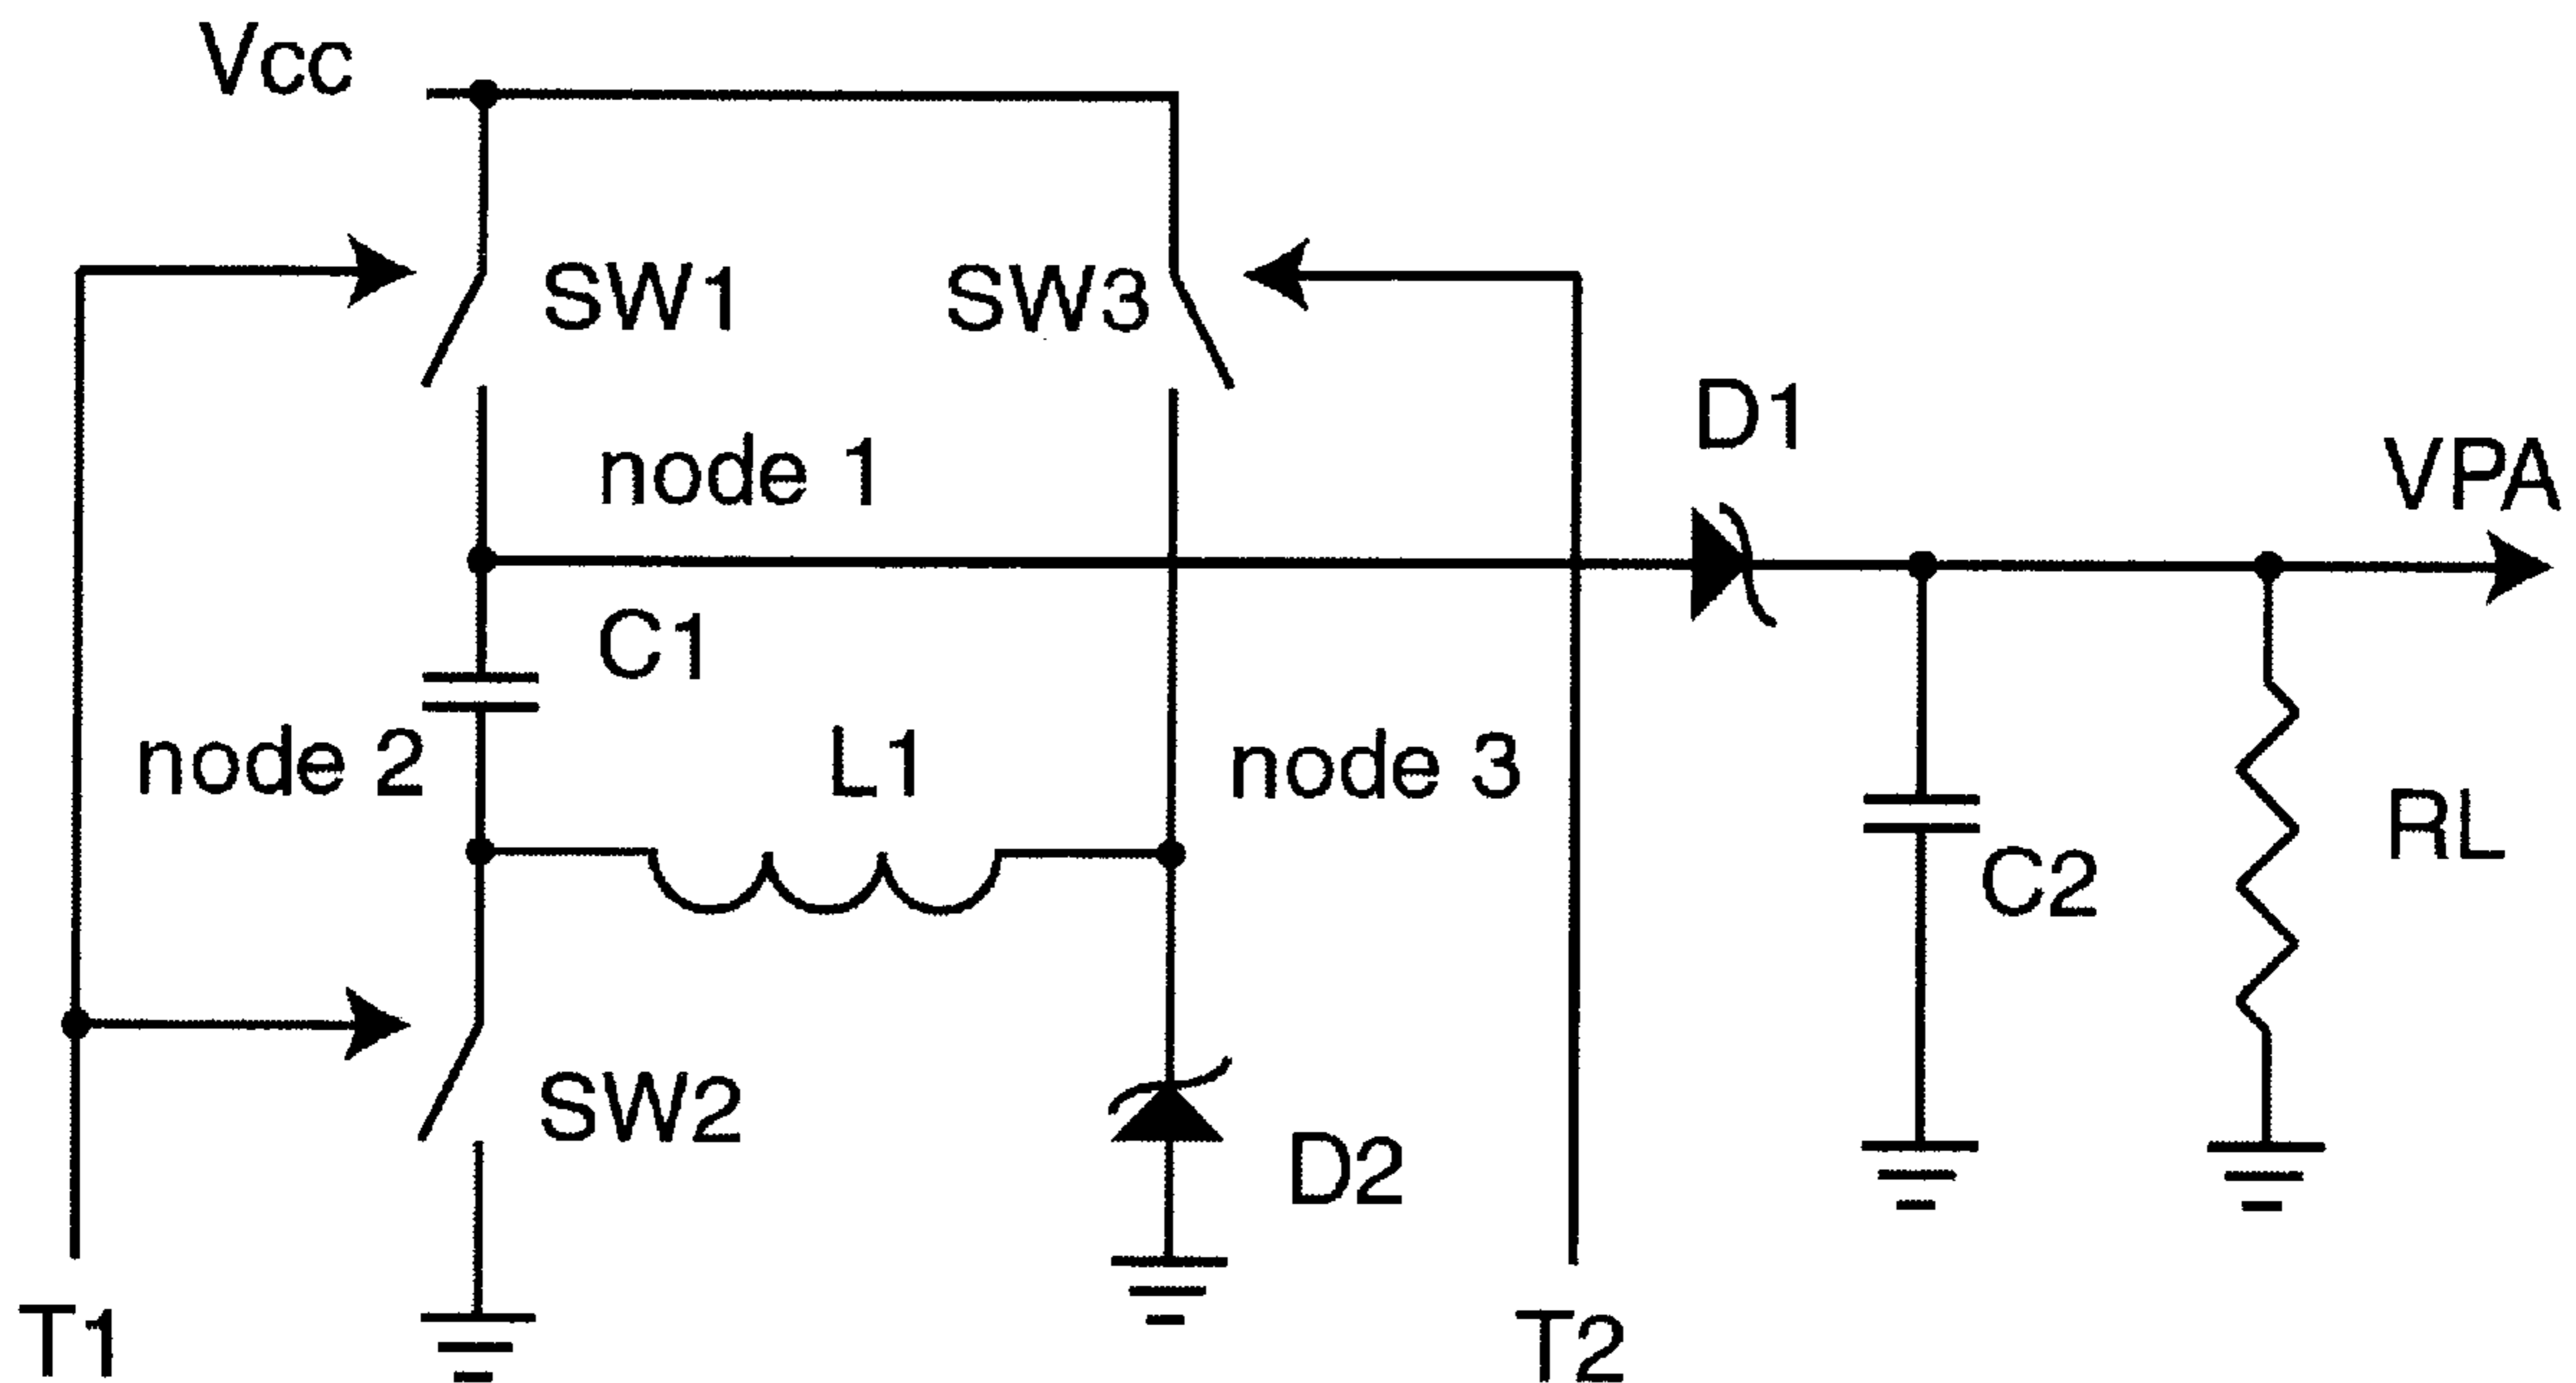 Vcc
SW1
SW3
D1
node 1
VPA
C1
node 2
L1
node 3
RL
C2
SW2
D2
T1
T2